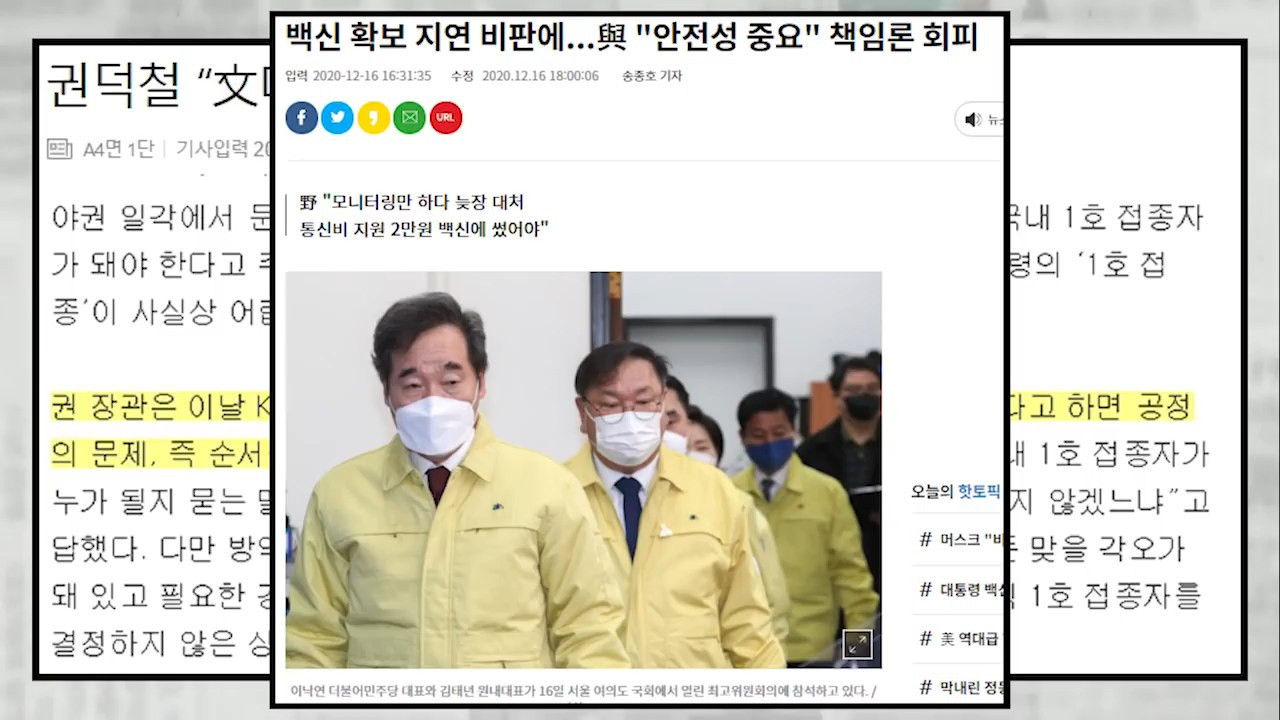 백신 확보 지연 비판에...與 "안전성 중요" 책임론 회피
입력 2020-12-16 16:31:35 수정 2020.12.16 18:00:06 송종호 기자
URL
뉴스
野 "모니터링만 하다 늦장 대처
통신비 지원 2만원 백신에 썼어야"
오늘의 핫토픽
# 머스크
# 대통령 백신
# 美 역대급
# 막내린
이낙연 더불어민주당 대표와 김태년 원내대표가 16일 서울 여의도 국회에서 열린 최고위원회의에 참석하고 있다. /
권덕철 “文
A4면 1단 기사입력
야권 일각에서
가 돼야 한다고
종’이 사실상
권 장관은 이날
의 문제, 즉 순서
누가 될지 묻는
답했다. 다만
돼 있고 필요한
결정하지 않은
1호 접종자
‘1호 접
다고 하면 공정
1호 접종자가
지 않겠느냐”고
맞을 각오가
1호 접종자를